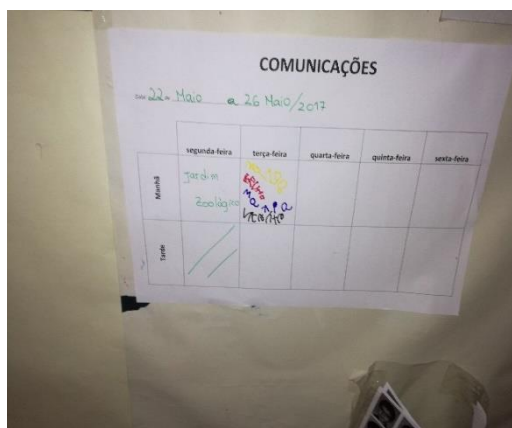 COMUNICAÇÕES
22 Maio a 26 Maio/2017
segunda-feira terça-feira quarta-feira quinta-feira sexta-feira
Manhã
Jardim
Zoológico
Tarde